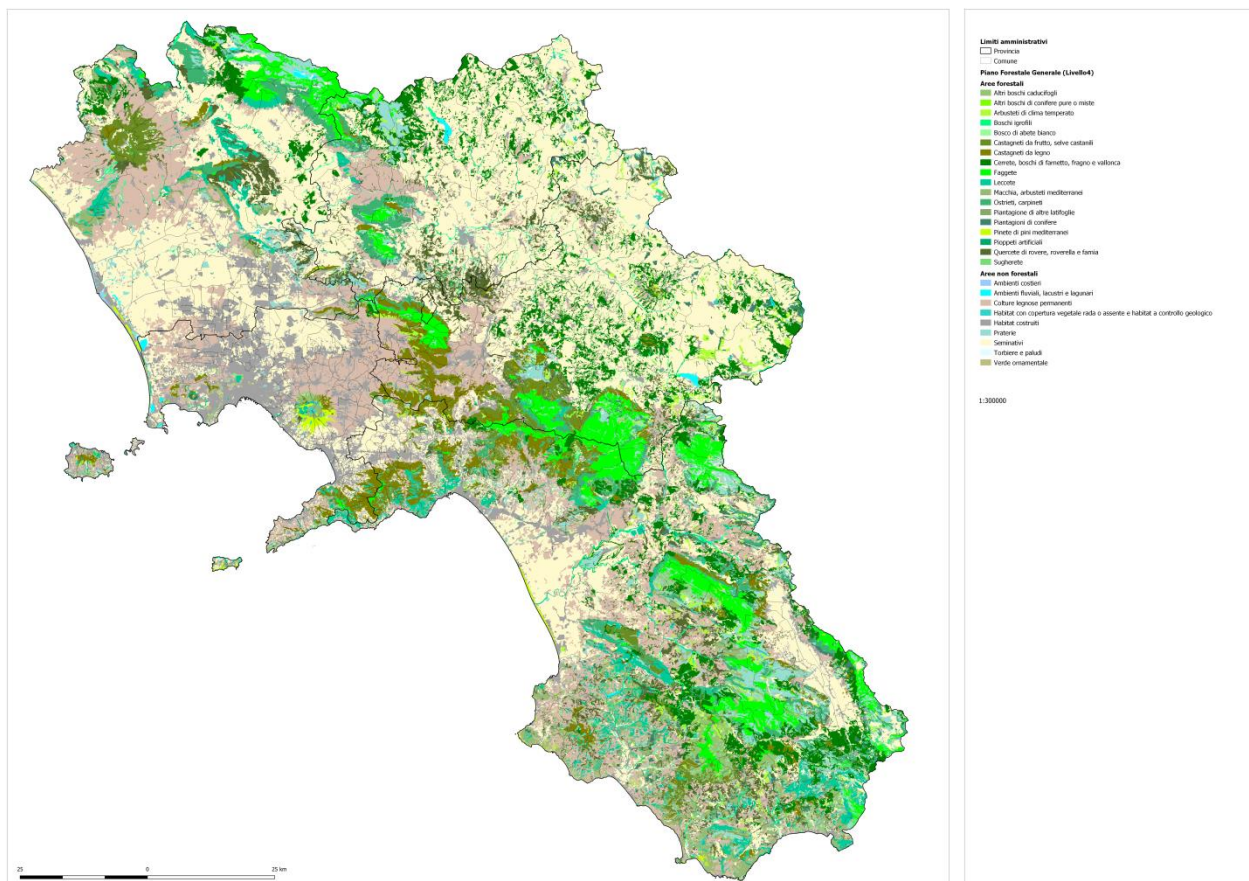 Limiti amministrativi
Provincia
Comune
Piano Forestale Generale (Livello4)
Aree forestali
Altri boschi caducifogli
Altri boschi di conifere pure o miste
Arbusteti di clima temperato
Boschi igrofili
Bosco di abete bianco
Castagneti da frutto, selve castanili
Castagneti da legno
Cerrete, boschi di farnetto, fragno e vallonea
Faggete
Leccete
Macchia, arbusteti mediterranei
Ostrieti, carpineti
Piantagione di altre latifoglie
Piantagioni di conifere
Pinete di pini mediterranei
Pioppeti artificiali
Quercete di rovere, roverella e farnia
Sugherete
Aree non forestali
Ambienti costieri
Ambienti fluviali, lacustri e lagunari
Colture legnose permanenti
Habitat con copertura vegetale rada o assente e habitat a controllo geologico
Habitat costruiti
Praterie
Seminativi
Torbiere e paludi
Verde ornamentale
1:300000
25 0 25 km